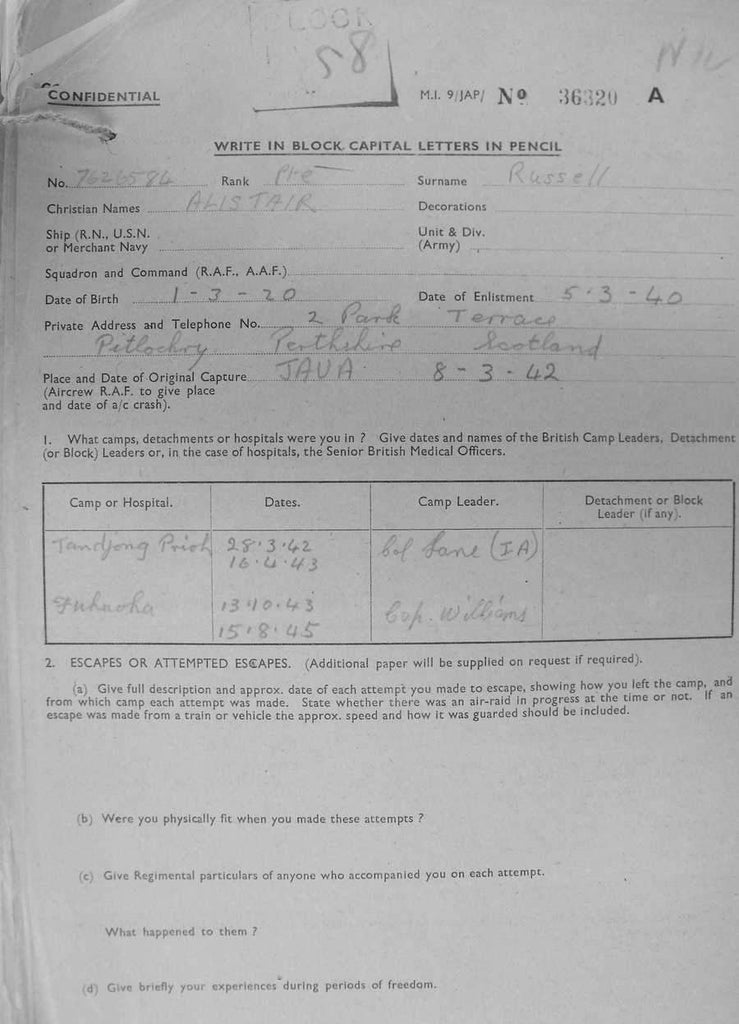 BLOCK
58
Nil
CONFIDENTIAL M.I. 9/JAP/ No 36320 A
WRITE IN BLOCK CAPITAL LETTERS IN PENCIL
No. 7626584 Rank Pte Surname Russell
Christian Names ALISTAIR Decorations
Ship (R.N., U.S.N. or Merchant Navy Unit & Div. (Army)
Squadron and Command (R.A.F., A.A.F.)
Date of Birth 1-3-20 Date of Enlistment 5.3-40
Private Address and Telephone No. 2 Park Terrace
Pitlochry Perthshire Scotland
Place and Date of Original Capture JAVA 8-3-42
(Aircrew R.A.F. to give place
and date of a/c crash).
1. What camps, detachments or hospitals were you in ? Give dates and names of the British Camp Leaders, Detachment
(or Block) Leaders or, in the case of hospitals, the Senior British Medical Officers.
Camp or Hospital. Dates. Camp Leader. Detachment or Block Leader (if any).
Tandjong Prioh 28.3.42 Col Lane (IA)
16.4.43
Fukuoka 13.10.43 Cap. Williams
15.8.45
2. ESCAPES OR ATTEMPTED ESCAPES. (Additional paper will be supplied on request if required).
(a) Give full description and approx. date of each attempt you made to escape, showing how you left the camp, and
from which camp each attempt was made. State whether there was an air-raid in progress at the time or not. If an
escape was made from a train or vehicle the approx. speed and how it was guarded should be included.
(b) Were you physically fit when you made these attempts ?
(c) Give Regimental particulars of anyone who accompanied you on each attempt.
What happened to them ?
(d) Give briefly your experiences during periods of freedom.